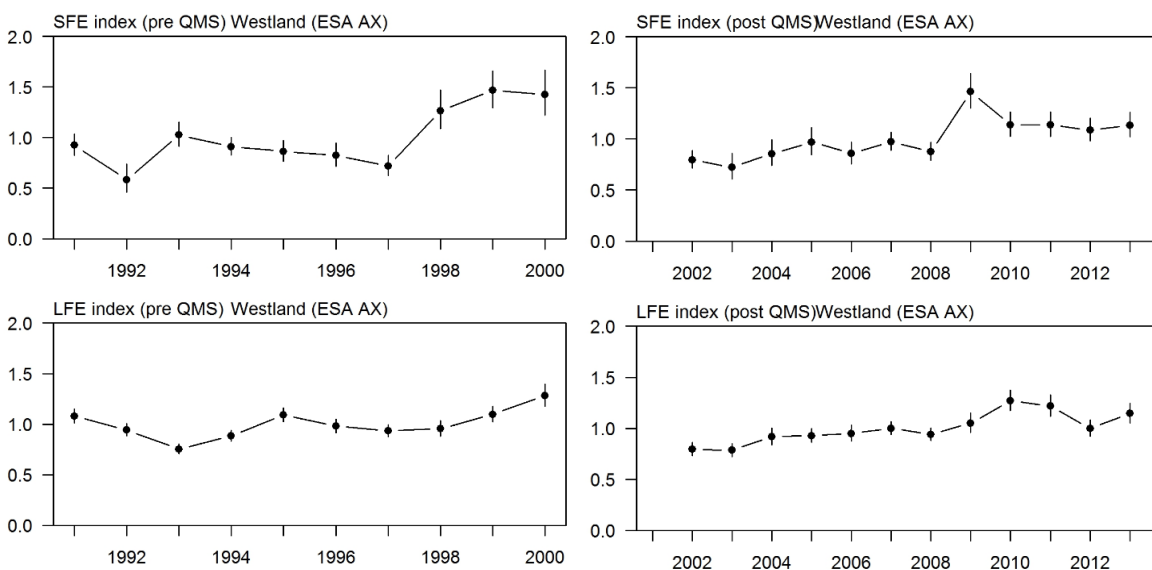 SFE index (pre QMS) Westland (ESA AX)
2.0
1.5
1.0
0.5
0.0
1992 1994 1996 1998 2000
SFE index (post QMS)Westland (ESA AX)
2.0
1.5
1.0
0.5
0.0
2002 2004 2006 2008 2010 2012
LFE index (pre QMS) Westland (ESA AX)
2.0
1.5
1.0
0.5
0.0
1992 1994 1996 1998 2000
LFE index (post QMS)Westland (ESA AX)
2.0
1.5
1.0
0.5
0.0
2002 2004 2006 2008 2010 2012